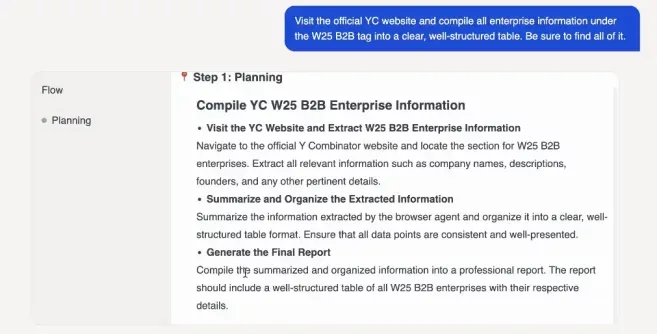 Visit the official YC website and compile all enterprise information under
the W25 B2B tag into a clear, well-structured table. Be sure to find all of it.
Flow
Planning
Step 1: Planning
Compile YC W25 B2B Enterprise Information
• Visit the YC Website and Extract W25 B2B Enterprise Information
Navigate to the official Y Combinator website and locate the section for W25 B2B
enterprises. Extract all relevant information such as company names, descriptions,
founders, and any other pertinent details.
• Summarize and Organize the Extracted Information
Summarize the information extracted by the browser agent and organize it into a clear, well-
structured table format. Ensure that all data points are consistent and well-presented.
• Generate the Final Report
Compile the summarized and organized information into a professional report. The report
should include a well-structured table of all W25 B2B enterprises with their respective
details.